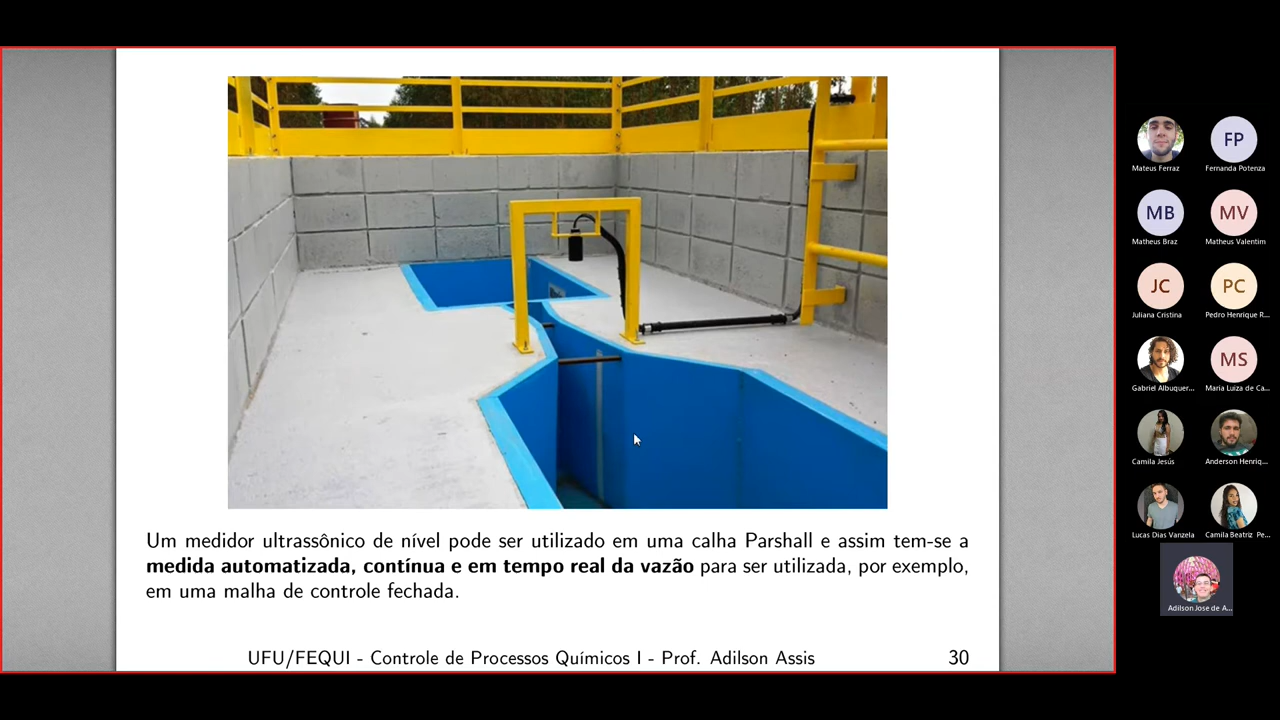 Um medidor ultrassônico de nível pode ser utilizado em uma calha Parshall e assim tem-se a
medida automatizada, contínua e em tempo real da vazão para ser utilizada, por exemplo,
em uma malha de controle fechada.
UFU/FEQUI - Controle de Processos Químicos I - Prof. Adilson Assis 30
Mateus Ferraz
FP
Fernanda Potenza
MB
Matheus Braz
MV
Matheus Valentim
JC
Juliana Cristina
PC
Pedro Henrique R...
Gabriel Albuquer...
MS
Maria Luiza de Ca...
Camila Jesús
Anderson Henriq...
Lucas Dias Vanzela
Camila Beatriz Pe...
Adilson Jose de A...